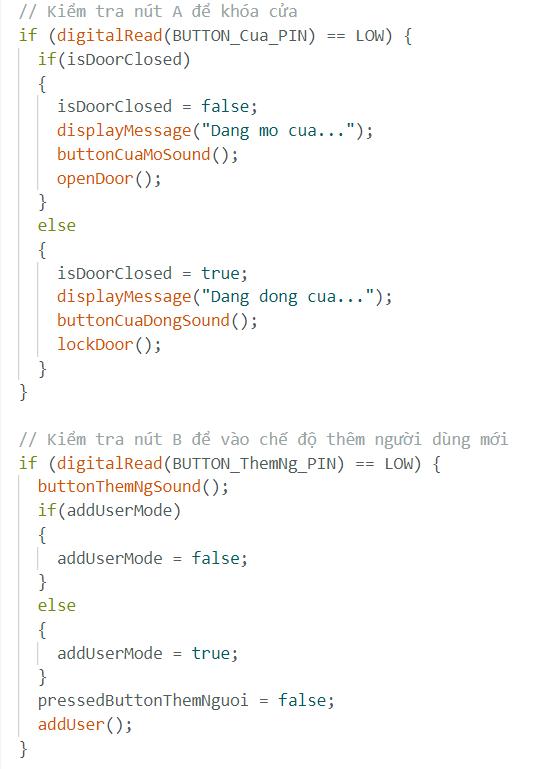 // Kiểm tra nút A để khóa cửa
if (digitalRead(BUTTON_Cua_PIN) == LOW) {
  if(isDoorClosed)
  {
    isDoorClosed = false;
    displayMessage("Dang mo cua...");
    buttonCuaMoSound();
    openDoor();
  }
  else
  {
    isDoorClosed = true;
    displayMessage("Dang dong cua...");
    buttonCuaDongSound();
    lockDoor();
  }
}

// Kiểm tra nút B để vào chế độ thêm người dùng mới
if (digitalRead(BUTTON_ThemNg_PIN) == LOW) {
  buttonThemNgSound();
  if(addUserMode)
  {
    addUserMode = false;
  }
  else
  {
    addUserMode = true;
  }
  pressedButtonThemNguoi = false;
  addUser();
}